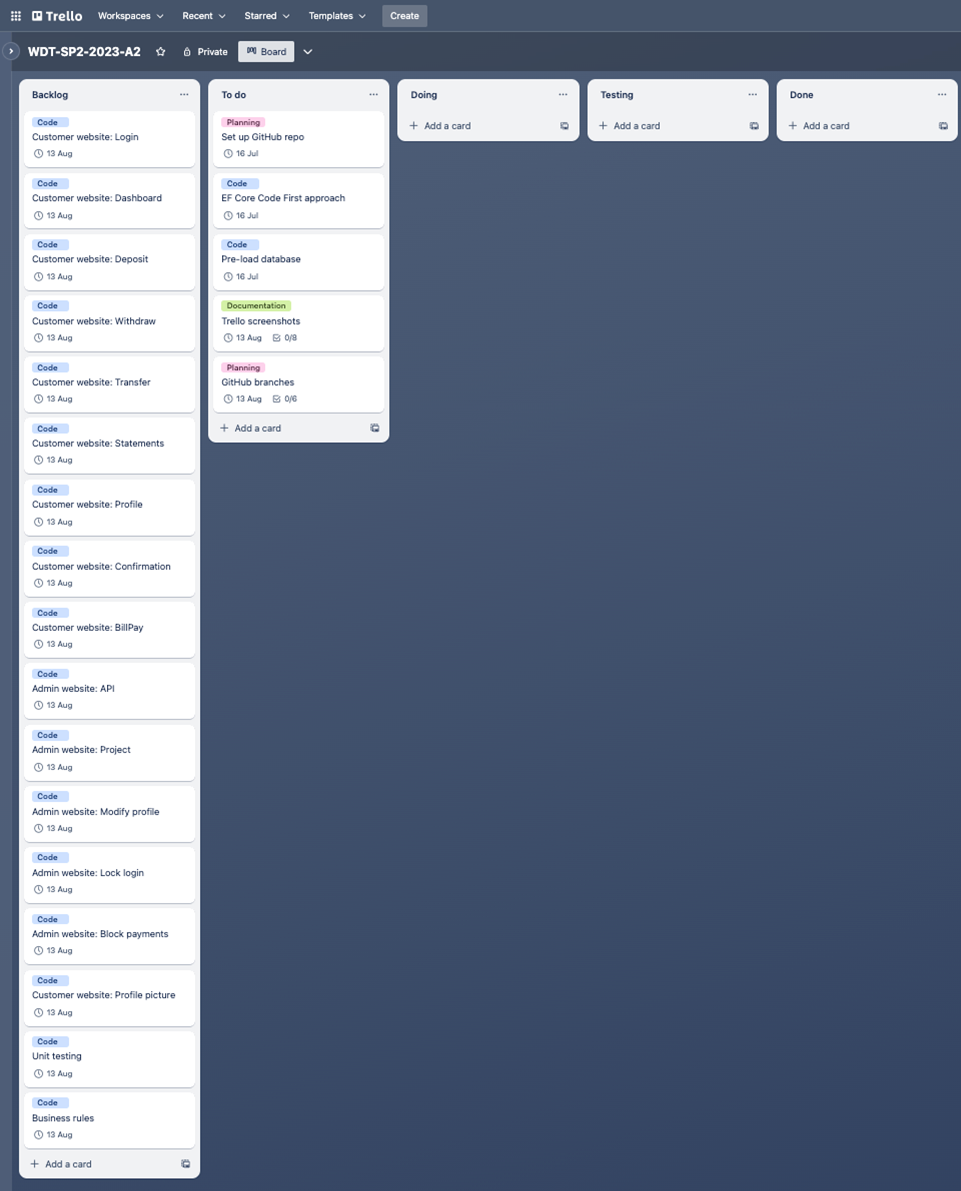 Trello
Workspaces
Recent
Starred
Templates
Create
WDT-SP2-2023-A2
Private
Board
Backlog
Code
Customer website: Login
13 Aug
Code
Customer website: Dashboard
13 Aug
Code
Customer website: Deposit
13 Aug
Code
Customer website: Withdraw
13 Aug
Code
Customer website: Transfer
13 Aug
Code
Customer website: Statements
13 Aug
Code
Customer website: Profile
13 Aug
Code
Customer website: Confirmation
13 Aug
Code
Customer website: BillPay
13 Aug
Code
Admin website: API
13 Aug
Code
Admin website: Project
13 Aug
Code
Admin website: Modify profile
13 Aug
Code
Admin website: Lock login
13 Aug
Code
Admin website: Block payments
13 Aug
Code
Customer website: Profile picture
13 Aug
Code
Unit testing
13 Aug
Code
Business rules
13 Aug
+ Add a card
To do
Planning
Set up GitHub repo
16 Jul
Code
EF Core Code First approach
16 Jul
Code
Pre-load database
16 Jul
Documentation
Trello screenshots
13 Aug 0/8
Planning
GitHub branches
13 Aug 0/6
+ Add a card
Doing
+ Add a card
Testing
+ Add a card
Done
+ Add a card